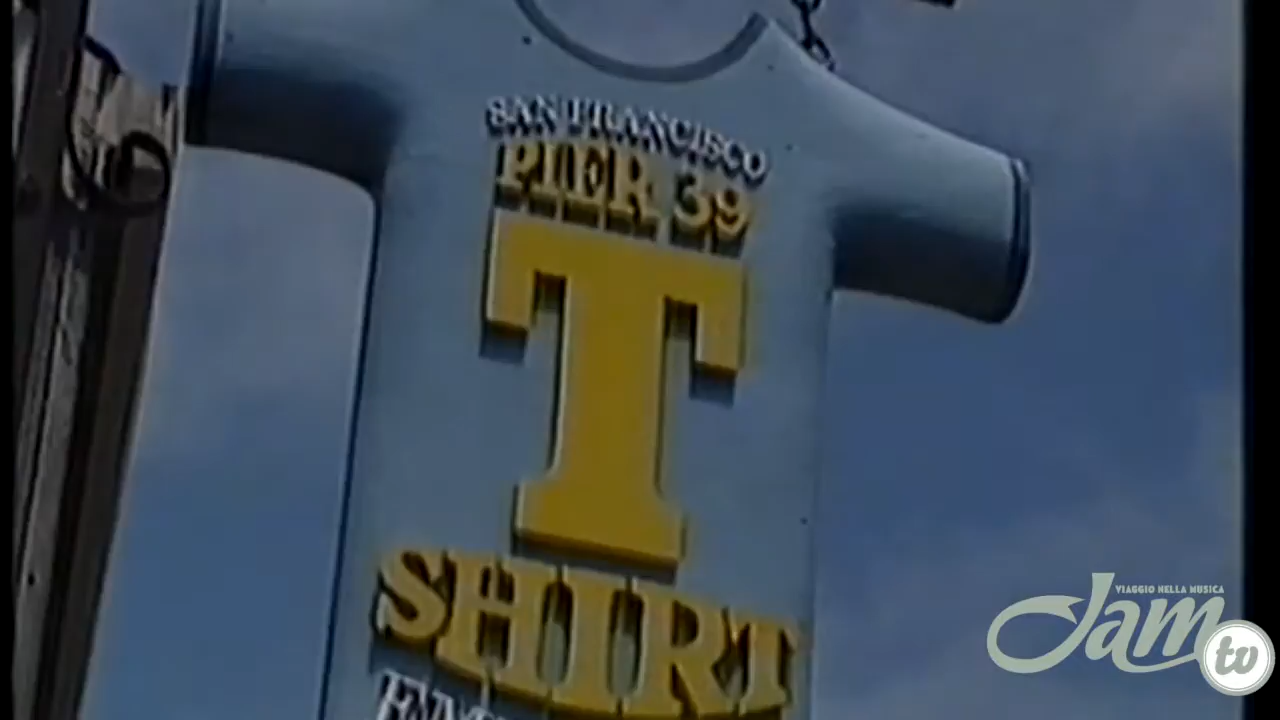 SAN FRANCISCO
PIER 39
T
SHIRT
VIAGGIO NELLA MUSICA
Jam
tv